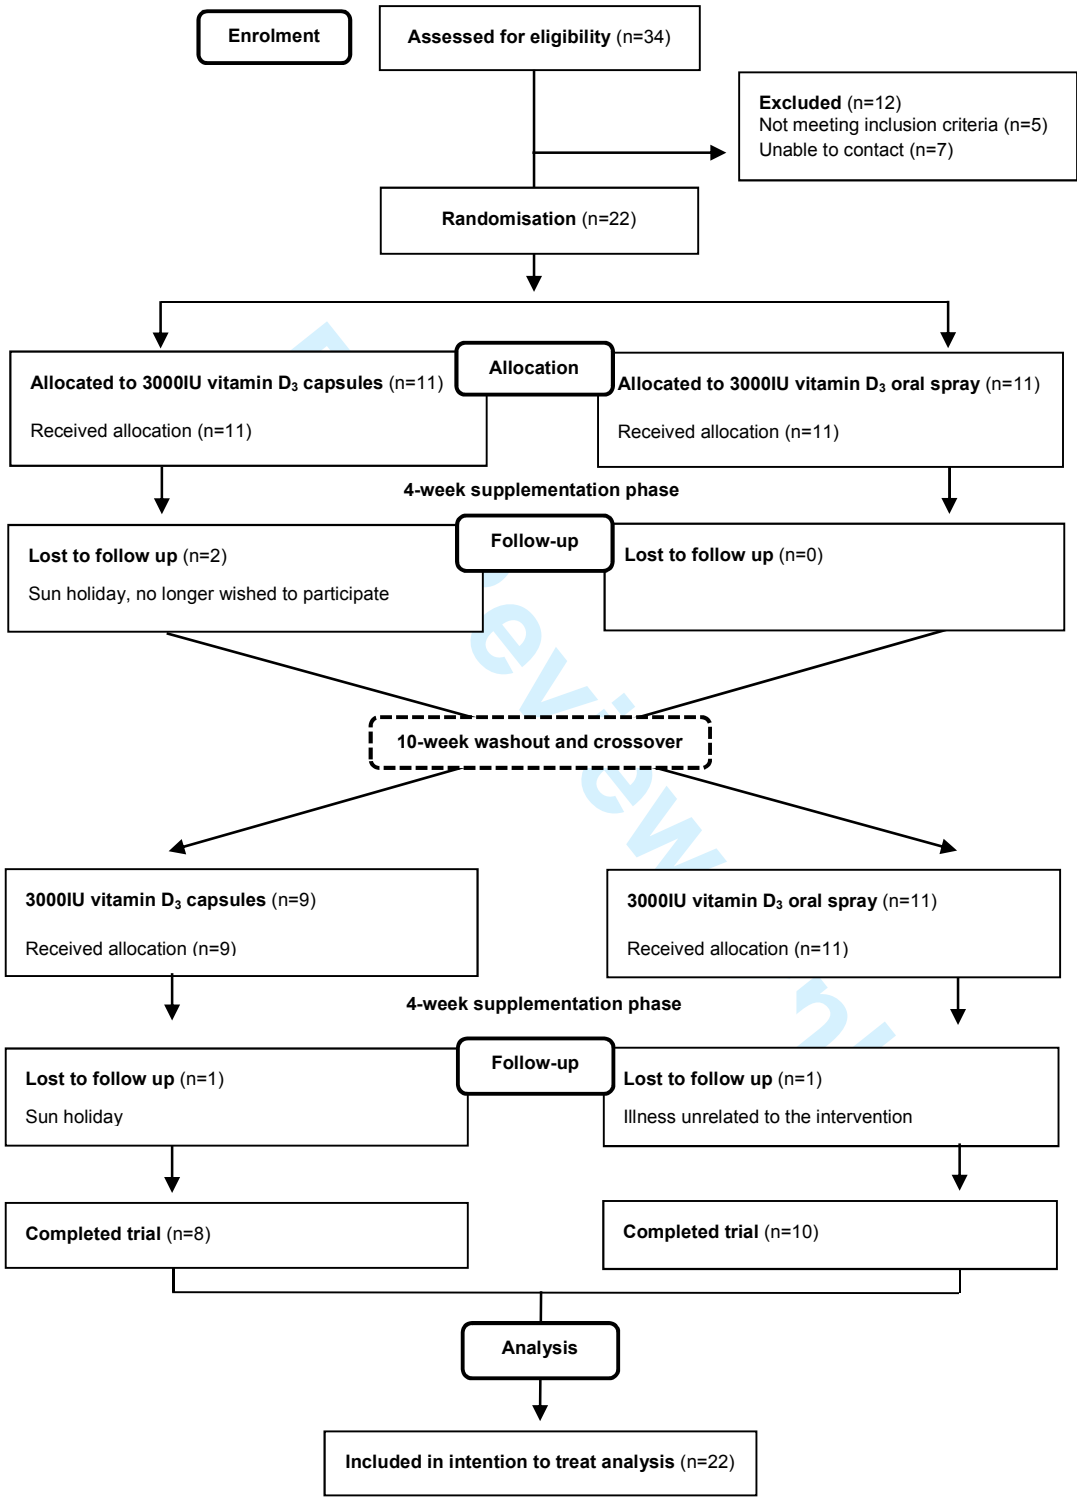 Enrolment
Assessed for eligibility (n=34)
Excluded (n=12)
Not meeting inclusion criteria (n=5)
Unable to contact (n=7)
Randomisation (n=22)
Allocation
Allocated to 3000IU vitamin D₃ capsules (n=11)
Received allocation (n=11)
Allocated to 3000IU vitamin D₃ oral spray (n=11)
Received allocation (n=11)
4-week supplementation phase
Follow-up
Lost to follow up (n=2)
Sun holiday, no longer wished to participate
Lost to follow up (n=0)
10-week washout and crossover
3000IU vitamin D₃ capsules (n=9)
Received allocation (n=9)
3000IU vitamin D₃ oral spray (n=11)
Received allocation (n=11)
4-week supplementation phase
Follow-up
Lost to follow up (n=1)
Sun holiday
Lost to follow up (n=1)
Illness unrelated to the intervention
Completed trial (n=8)
Completed trial (n=10)
Analysis
Included in intention to treat analysis (n=22)